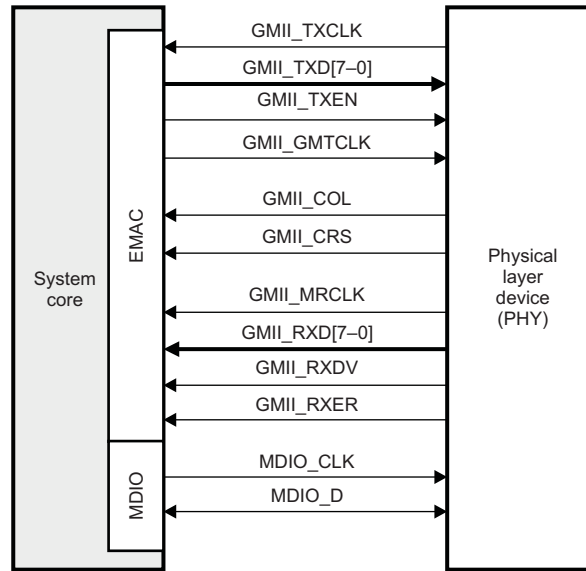 GMII_TXCLK
GMII_TXD[7–0]
GMII_TXEN
GMII_GMTCLK
GMII_COL
GMII_CRS
GMII_MRCLK
GMII_RXD[7–0]
GMII_RXDV
GMII_RXER
MDIO_CLK
MDIO_D
System
core
EMAC
MDIO
Physical
layer
device
(PHY)